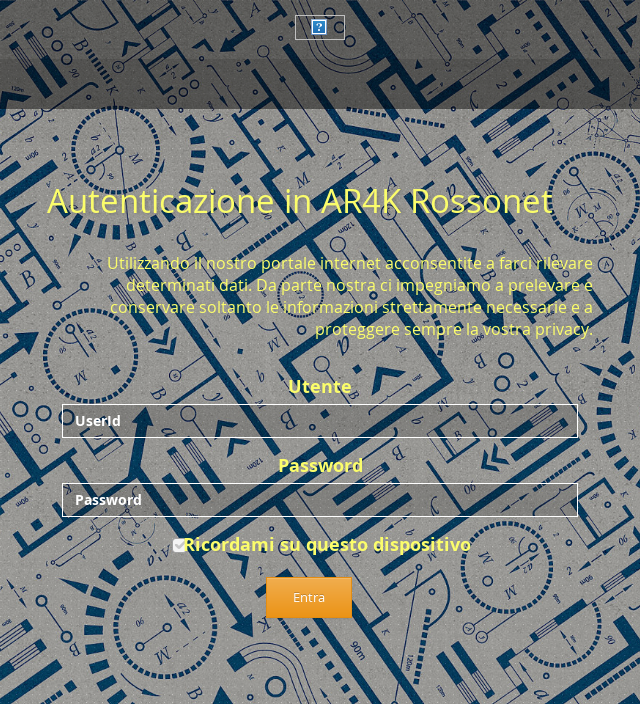 Autenticazione in AR4K Rossonet
Utilizzando il nostro portale internet acconsentite a farci rilevare
determinati dati. Da parte nostra ci impegniamo a prelevare e
conservare soltanto le informazioni strettamente necessarie e a
proteggere sempre la vostra privacy.
Utente
UserId
Password
Password
Ricordami su questo dispositivo
Entra